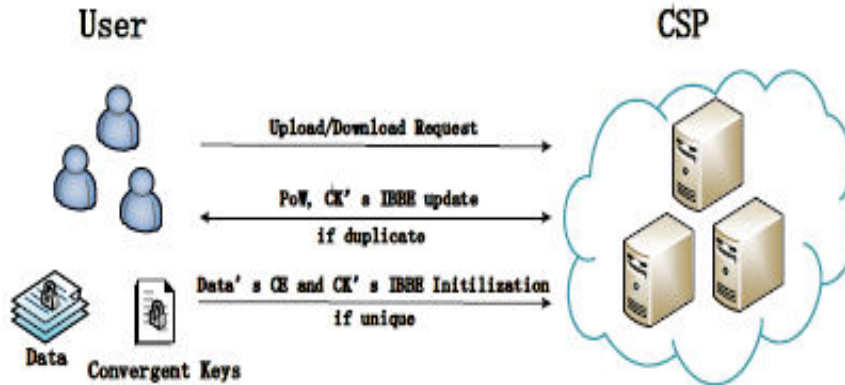 User
CSP
Upload/Download Request
PoW, CK's IBBE update
if duplicate
Data's CE and CK's IBBE Initilization
if unique
Data
Convergent Keys